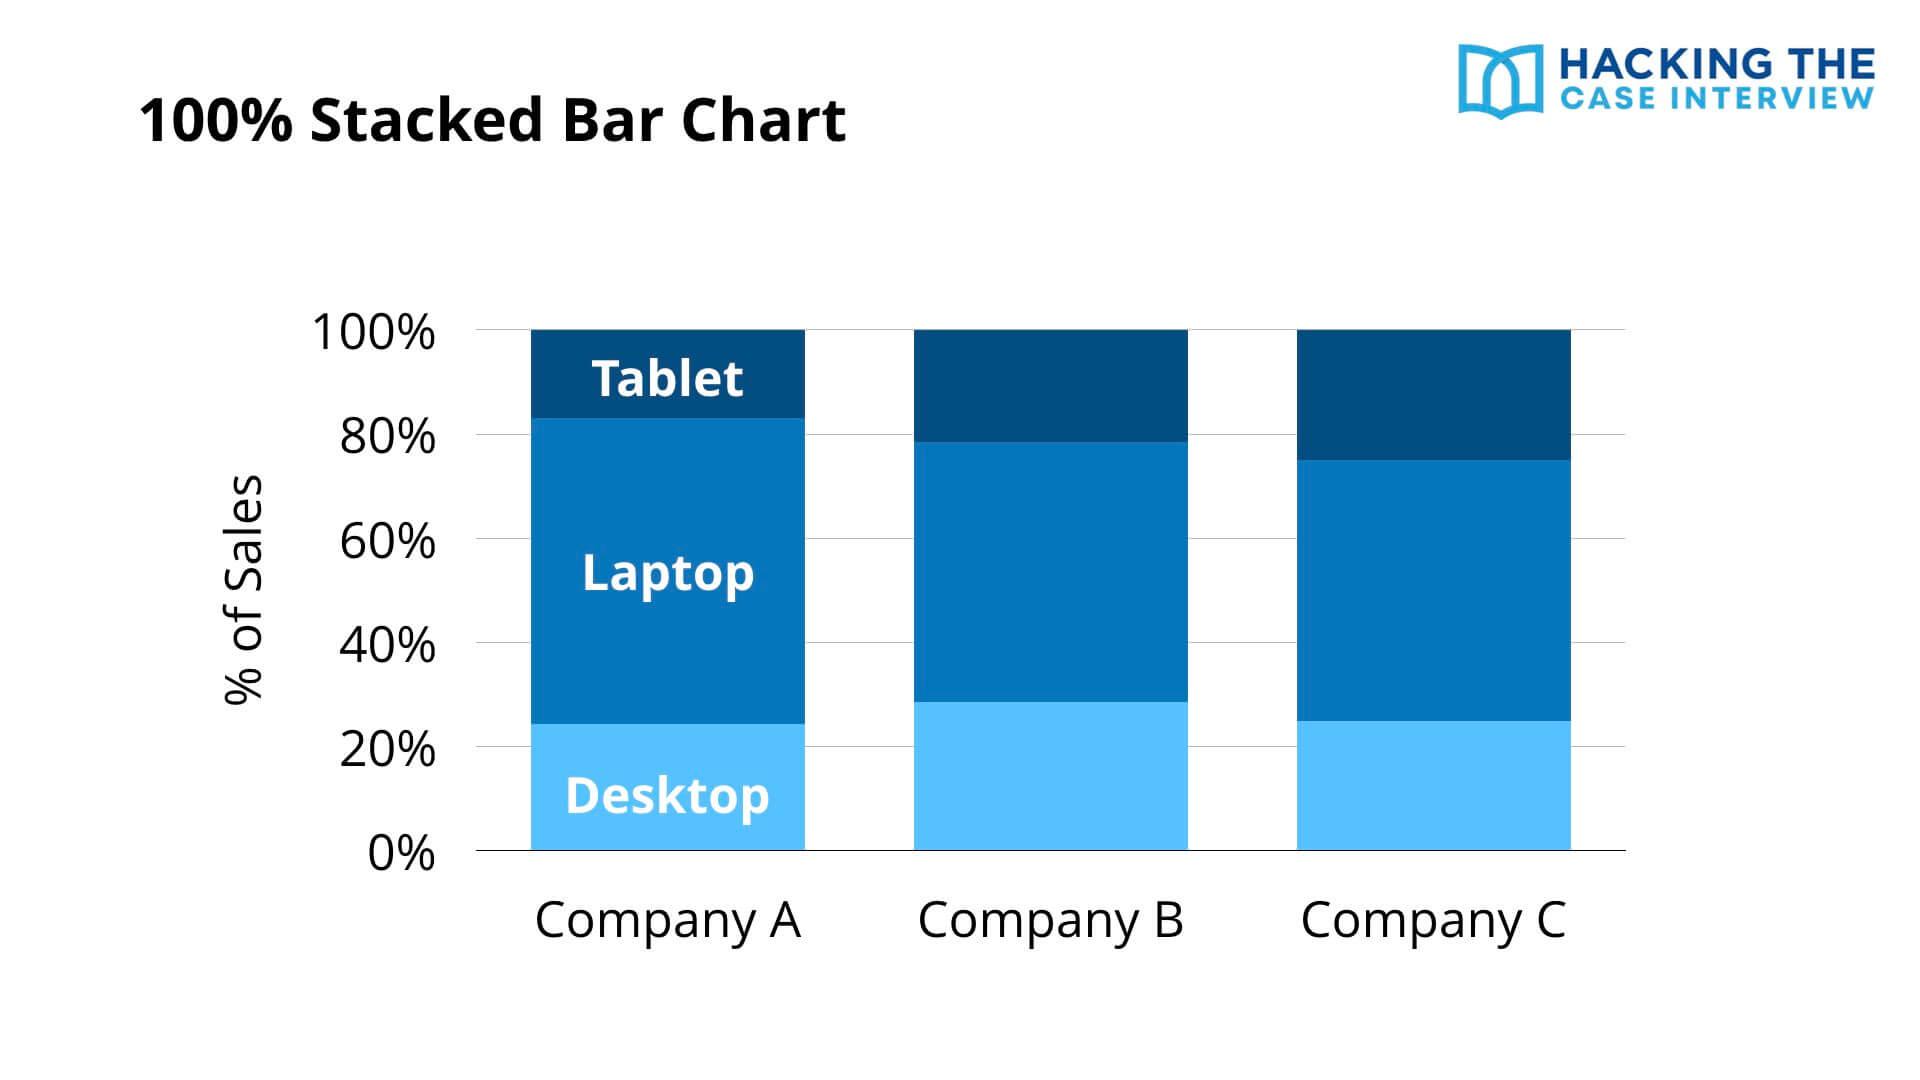 HACKING THE
CASE INTERVIEW
100% Stacked Bar Chart
% of Sales
100%
80%
60%
40%
20%
0%
Tablet
Laptop
Desktop
Company A
Company B
Company C